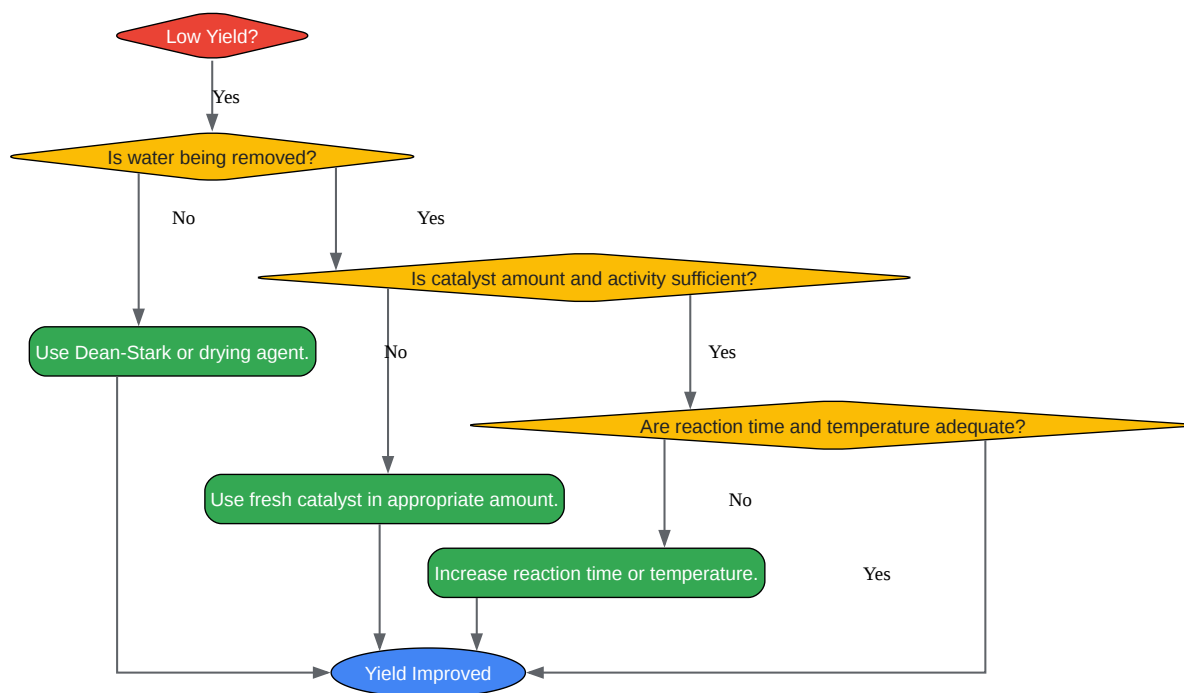 Low Yield?
Yes
Is water being removed?
No
Yes
Is catalyst amount and activity sufficient?
Use Dean-Stark or drying agent.
No
Yes
Are reaction time and temperature adequate?
Use fresh catalyst in appropriate amount.
No
Increase reaction time or temperature.
Yes
Yield Improved